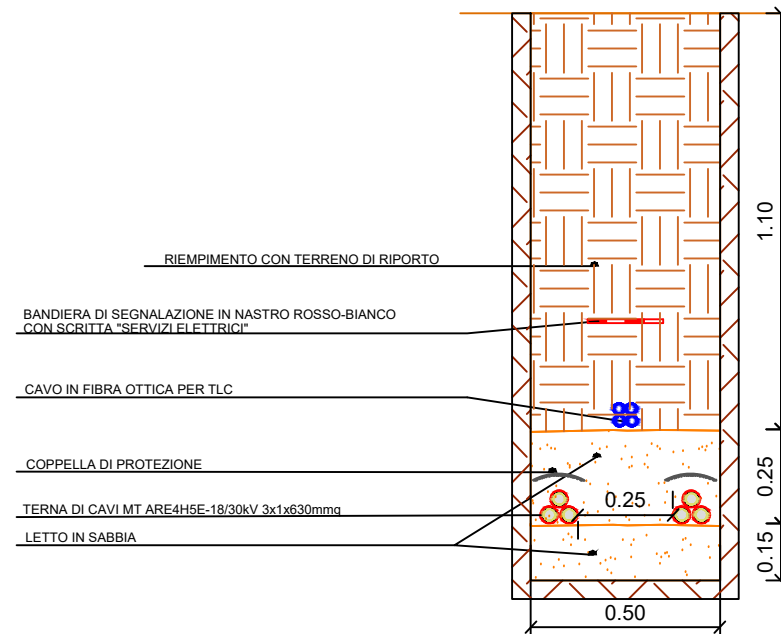 1.10
RIEMPIMENTO CON TERRENO DI RIPORTO
BANDIERA DI SEGNALAZIONE IN NASTRO ROSSO-BIANCO
CON SCRITTA "SERVIZI ELETTRICI"
CAVO IN FIBRA OTTICA PER TLC
COPPELLA DI PROTEZIONE
0.25
0.25
TERNA DI CAVI MT ARE4H5E-18/30kV 3x1x630mmq
LETTO IN SABBIA
0.15
0.50